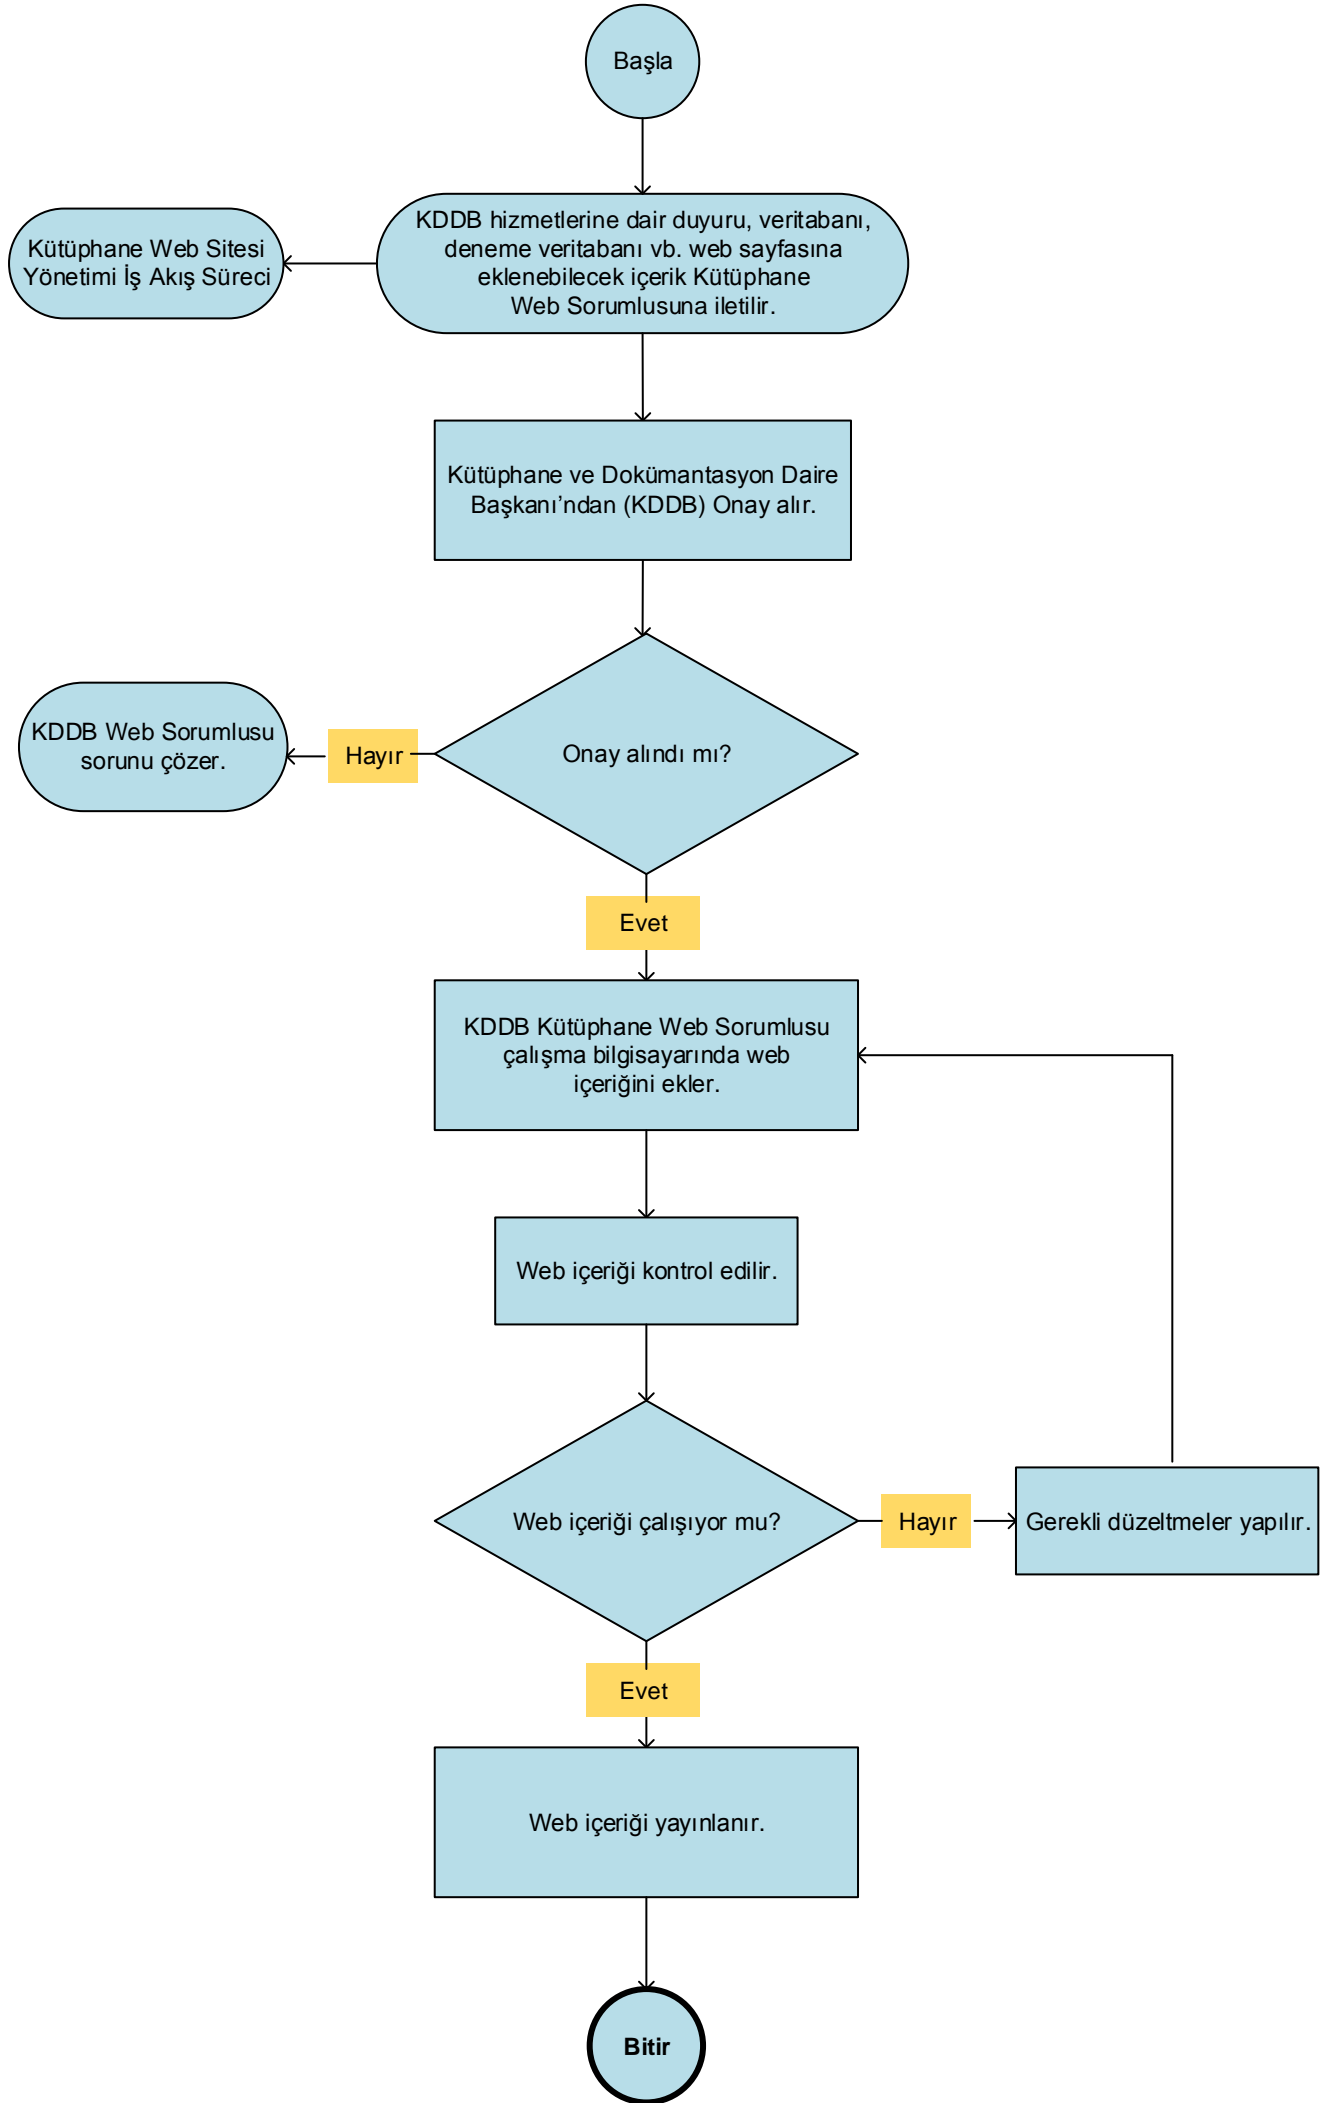 Başla
KDDB hizmetlerine dair duyuru, veritabanı,
deneme veritabanı vb. web sayfasına
eklenebilecek içerik Kütüphane
Web Sorumlusuna iletilir.
Kütüphane Web Sitesi
Yönetimi İş Akış Süreci
Kütüphane ve Dokümantasyon Daire
Başkanı’ndan (KDDB) Onay alır.
Onay alındı mı?
Hayır
KDDB Web Sorumlusu
sorunu çözer.
Evet
KDDB Kütüphane Web Sorumlusu
çalışma bilgisayarında web
içeriğini ekler.
Web içeriği kontrol edilir.
Web içeriği çalışıyor mu?
Hayır
Gerekli düzeltmeler yapılır.
Evet
Web içeriği yayınlanır.
Bitir